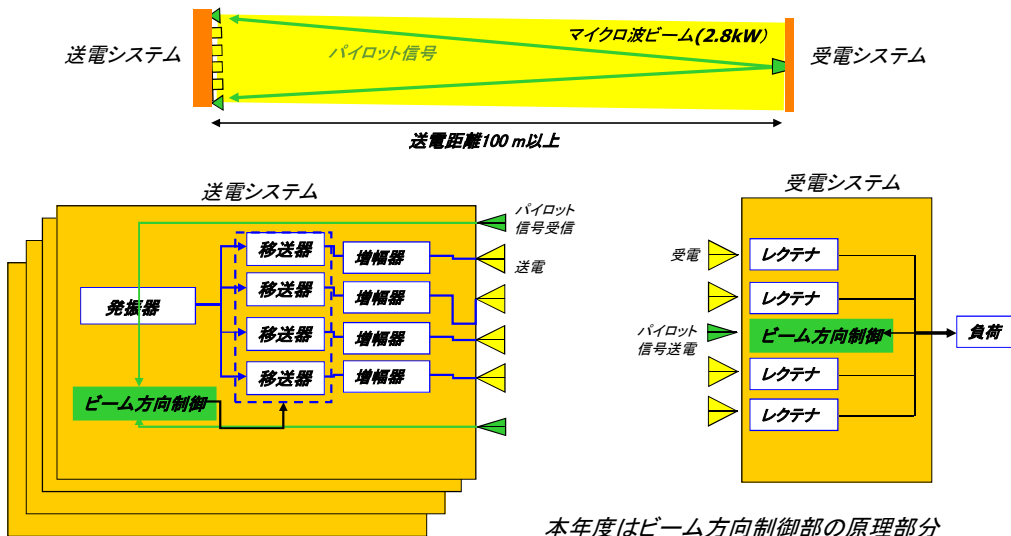 送電システム
パイロット信号
マイクロ波ビーム(2.8kW)
受電システム
送電距離100 m以上
送電システム
パイロット
信号受信
移送器
増幅器
送電
移送器
増幅器
発振器
移送器
増幅器
移送器
増幅器
ビーム方向制御
受電システム
受電
レクテナ
レクテナ
パイロット
信号送電
ビーム方向制御
負荷
レクテナ
レクテナ
本年度はビーム方向制御部の原理部分